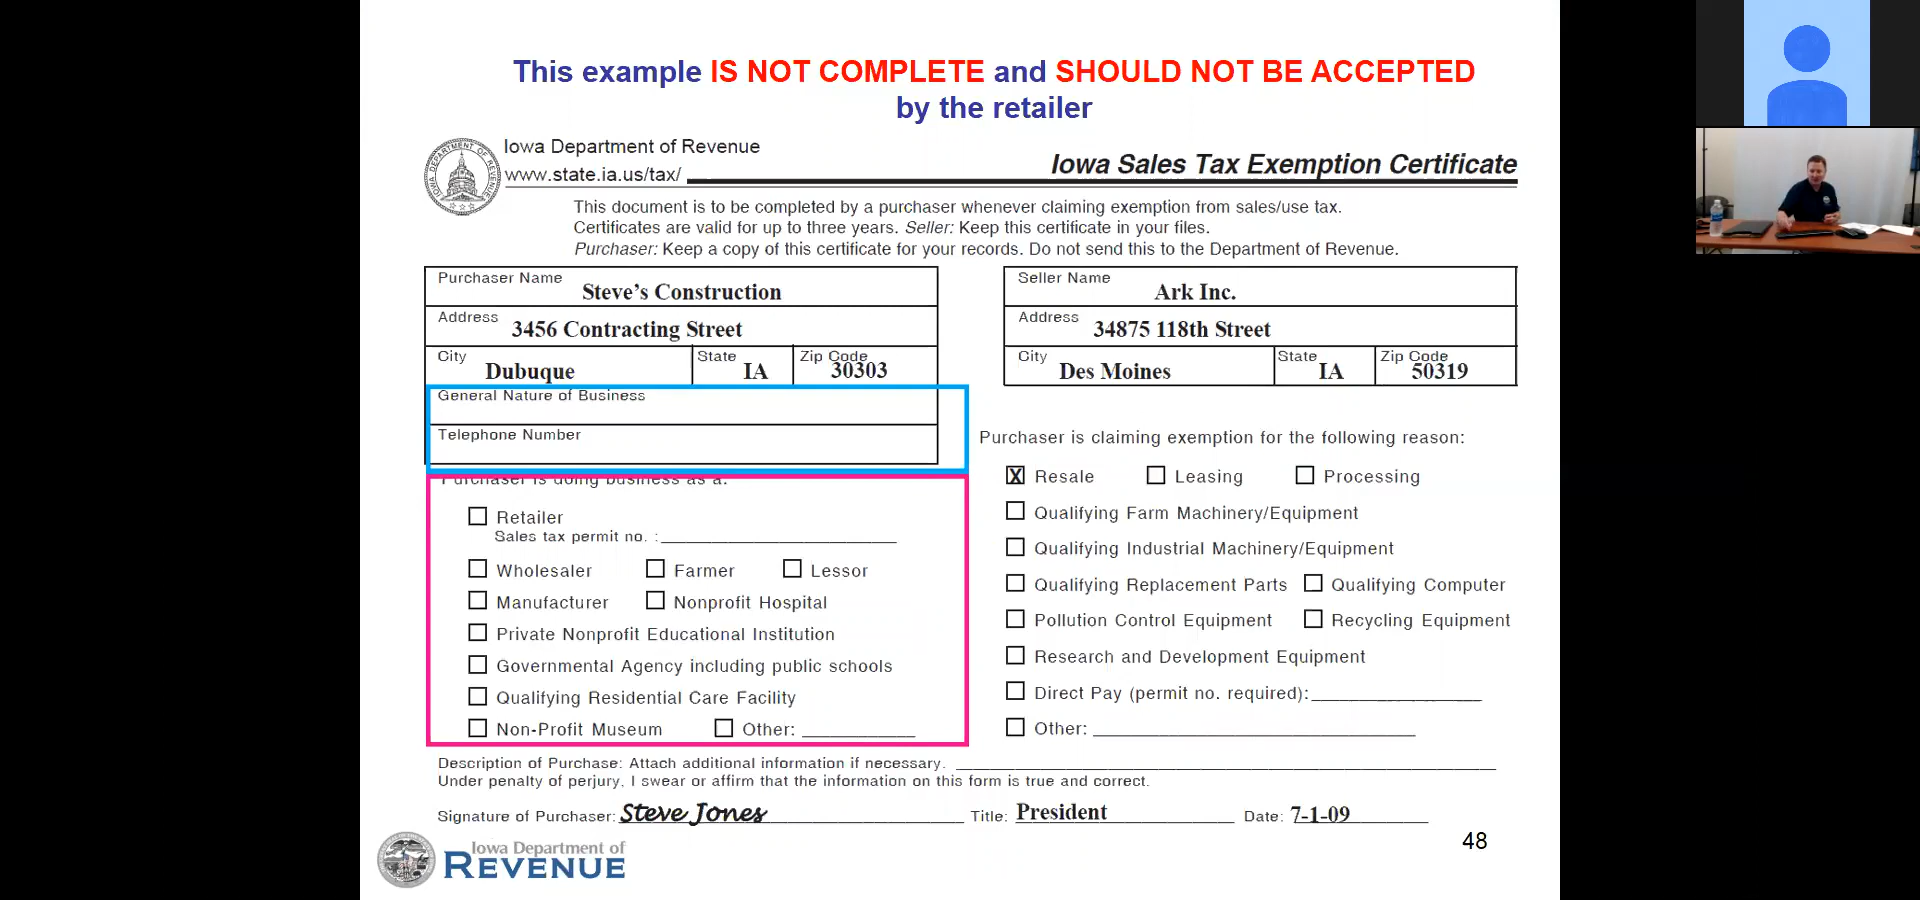 This example IS NOT COMPLETE and SHOULD NOT BE ACCEPTED
by the retailer
Iowa Department of Revenue
www.state.ia.us/tax/
Iowa Sales Tax Exemption Certificate
This document is to be completed by a purchaser whenever claiming exemption from sales/use tax.
Certificates are valid for up to three years. Seller: Keep this certificate in your files.
Purchaser: Keep a copy of this certificate for your records. Do not send this to the Department of Revenue.
Purchaser Name Steve's Construction
Address 3456 Contracting Street
City Dubuque State IA Zip Code 30303
General Nature of Business
Telephone Number
Seller Name Ark Inc.
Address 34875 118th Street
City Des Moines State IA Zip Code 50319
Purchaser is doing business as a:
Retailer
Sales tax permit no. :
Wholesaler Farmer Lessor
Manufacturer Nonprofit Hospital
Private Nonprofit Educational Institution
Governmental Agency including public schools
Qualifying Residential Care Facility
Non-Profit Museum Other:
Purchaser is claiming exemption for the following reason:
X Resale Leasing Processing
Qualifying Farm Machinery/Equipment
Qualifying Industrial Machinery/Equipment
Qualifying Replacement Parts Qualifying Computer
Pollution Control Equipment Recycling Equipment
Research and Development Equipment
Direct Pay (permit no. required):
Other:
Description of Purchase: Attach additional information if necessary.
Under penalty of perjury, I swear or affirm that the information on this form is true and correct.
Signature of Purchaser: Steve Jones Title: President Date: 7-1-09
Iowa Department of
REVENUE
48